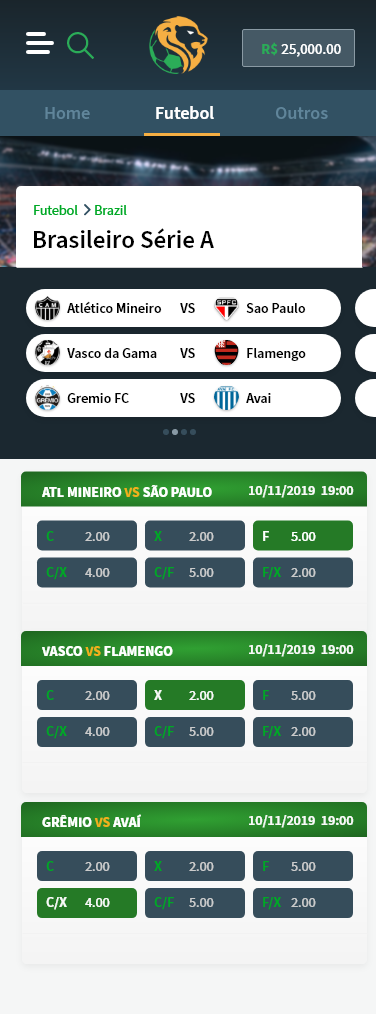 R$ 25,000.00
Home Futebol Outros
Futebol > Brazil
Brasileiro Série A
CAM Atlético Mineiro VS SPFC Sao Paulo
Vasco da Gama VS Flamengo
GRÊMIO Gremio FC VS Avai
ATL MINEIRO VS SÃO PAULO 10/11/2019 19:00
C 2.00 X 2.00 F 5.00
C/X 4.00 C/F 5.00 F/X 2.00
VASCO VS FLAMENGO 10/11/2019 19:00
C 2.00 X 2.00 F 5.00
C/X 4.00 C/F 5.00 F/X 2.00
GRÊMIO VS AVAÍ 10/11/2019 19:00
C 2.00 X 2.00 F 5.00
C/X 4.00 C/F 5.00 F/X 2.00